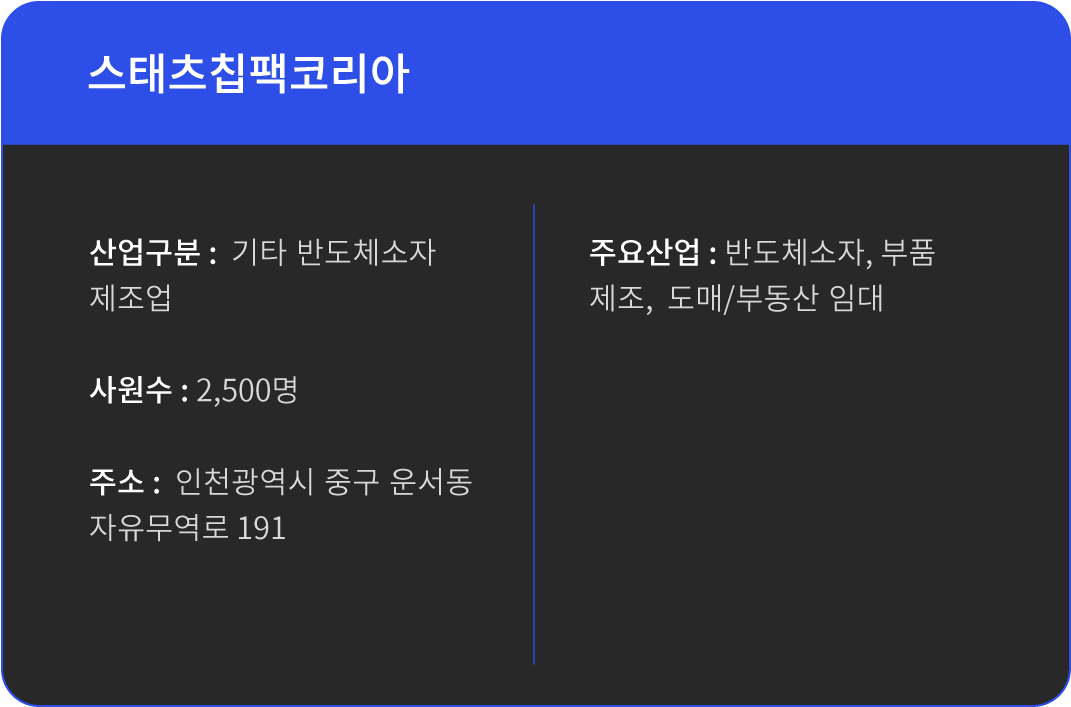 스태츠칩팩코리아
산업구분 : 기타 반도체소자
제조업
사원수 : 2,500명
주소 : 인천광역시 중구 운서동
자유무역로 191
주요산업 : 반도체소자, 부품
제조, 도매/부동산 임대